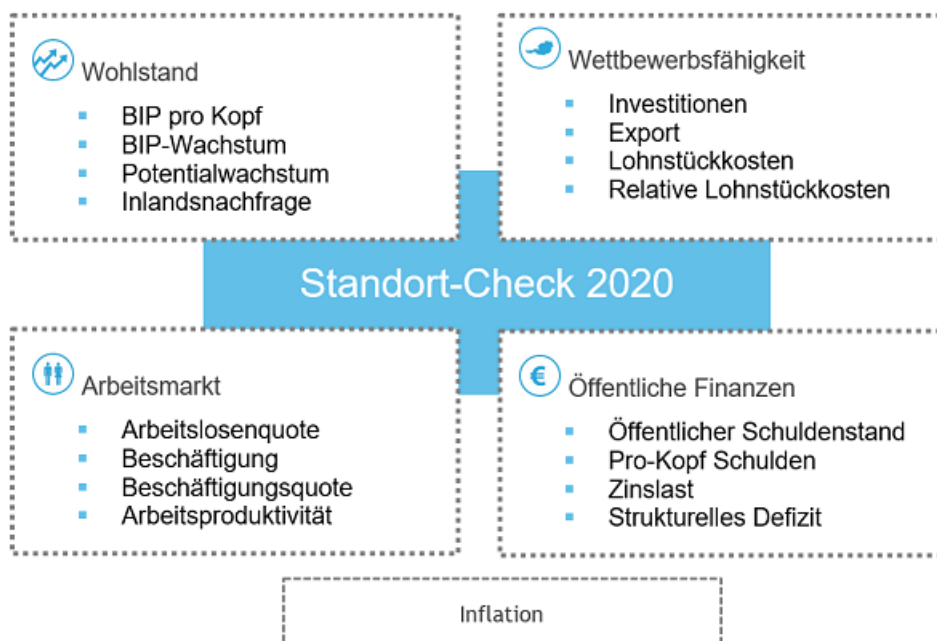 Wohlstand
BIP pro Kopf
BIP-Wachstum
Potentialwachstum
Inlandsnachfrage
Wettbewerbsfähigkeit
Investitionen
Export
Lohnstückkosten
Relative Lohnstückkosten
Standort-Check 2020
Arbeitsmarkt
Arbeitslosenquote
Beschäftigung
Beschäftigungsquote
Arbeitsproduktivität
€
Öffentliche Finanzen
Öffentlicher Schuldenstand
Pro-Kopf Schulden
Zinslast
Strukturelles Defizit
Inflation